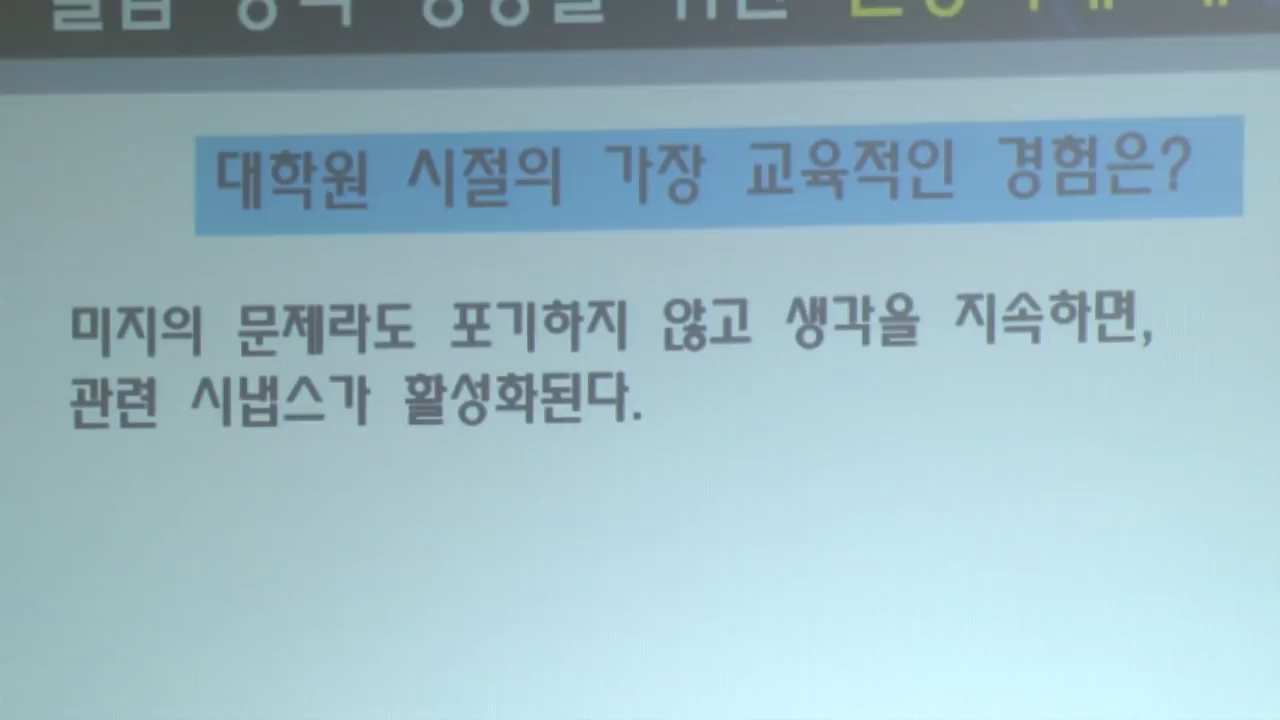 위한
대학원 시절의 가장 교육적인 경험은?
미지의 문제라도 포기하지 않고 생각을 지속하면,
관련 시냅스가 활성화된다.